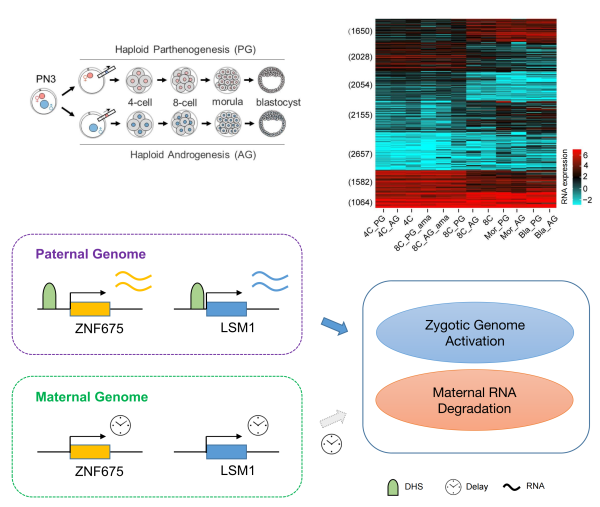 Haploid Parthenogenesis (PG)
PN3
4-cell
8-cell
morula
blastocyst
Haploid Androgenesis (AG)
(1650)
(2028)
(2054)
(2155)
(2657)
(1582)
(1064)
RNA expression
6
4
2
0
−2
4C_PG
4C_AG
4C
8C_PG_ama
8C_AG_ama
8C_PG
8C_AG
8C
Mor_PG
Mor_AG
Bla_PG
Bla_AG
Paternal Genome
ZNF675
LSM1
Maternal Genome
ZNF675
LSM1
Zygotic Genome
Activation
Maternal RNA
Degradation
DHS
Delay
RNA